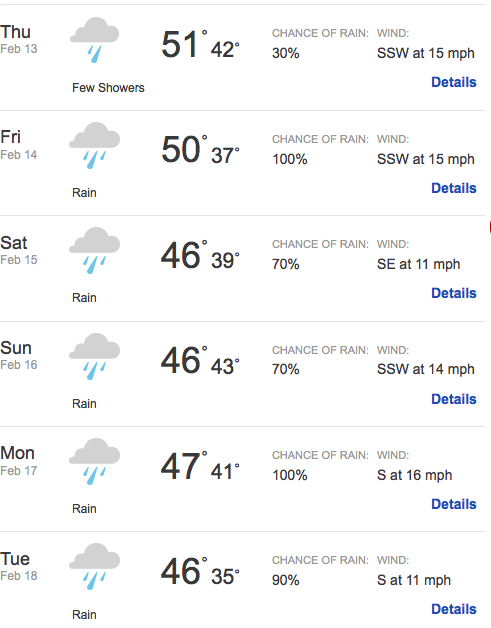 Thu
Feb 13
Few Showers
51° 42°
CHANCE OF RAIN: WIND:
30% SSW at 15 mph
Details
Fri
Feb 14
Rain
50° 37°
CHANCE OF RAIN: WIND:
100% SSW at 15 mph
Details
Sat
Feb 15
Rain
46° 39°
CHANCE OF RAIN: WIND:
70% SE at 11 mph
Details
Sun
Feb 16
Rain
46° 43°
CHANCE OF RAIN: WIND:
70% SSW at 14 mph
Details
Mon
Feb 17
Rain
47° 41°
CHANCE OF RAIN: WIND:
100% S at 16 mph
Details
Tue
Feb 18
Rain
46° 35°
CHANCE OF RAIN: WIND:
90% S at 11 mph
Details